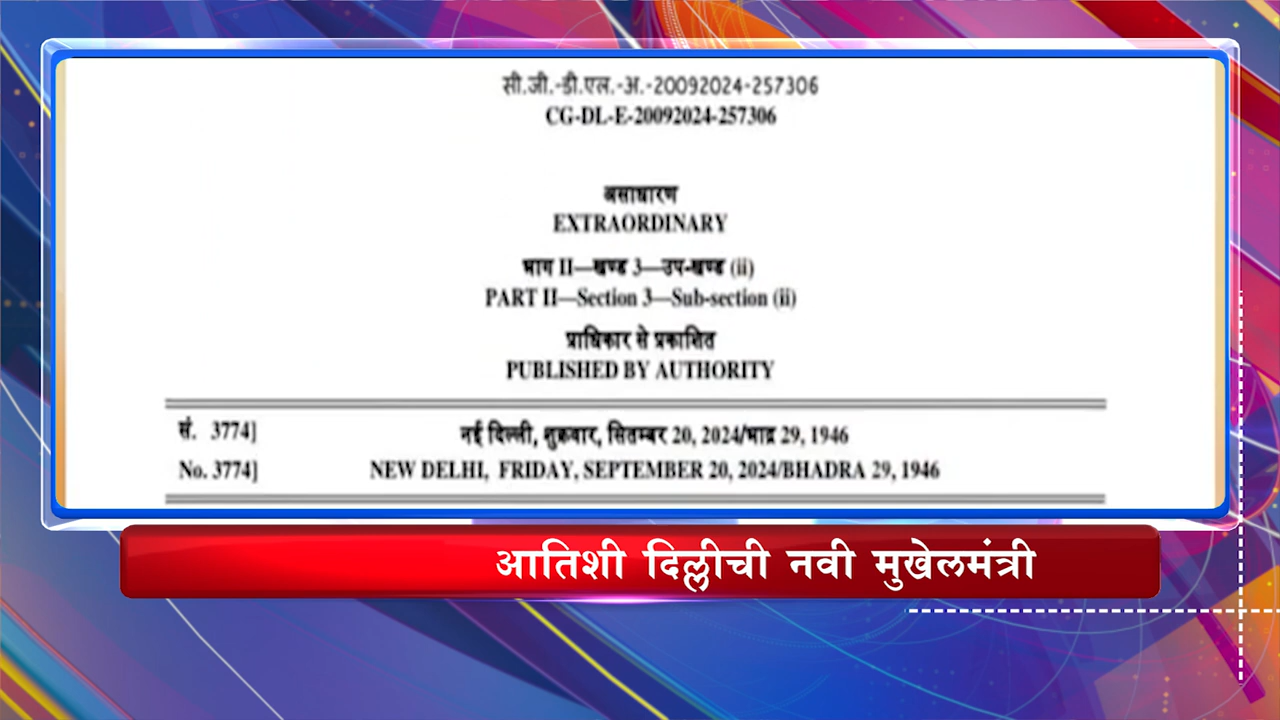 सी.जी.-डी.एल.-अ.-20092024-257306
CG-DL-E-20092024-257306
असाधारण
EXTRAORDINARY
भाग II—खण्ड 3—उप-खण्ड (ii)
PART II—Section 3—Sub-section (ii)
प्राधिकार से प्रकाशित
PUBLISHED BY AUTHORITY
सं. 3774] नई दिल्ली, शुक्रवार, सितम्बर 20, 2024/भाद्र 29, 1946
No. 3774] NEW DELHI, FRIDAY, SEPTEMBER 20, 2024/BHADRA 29, 1946
आतिशी दिल्लीची नवी मुखेलमंत्री